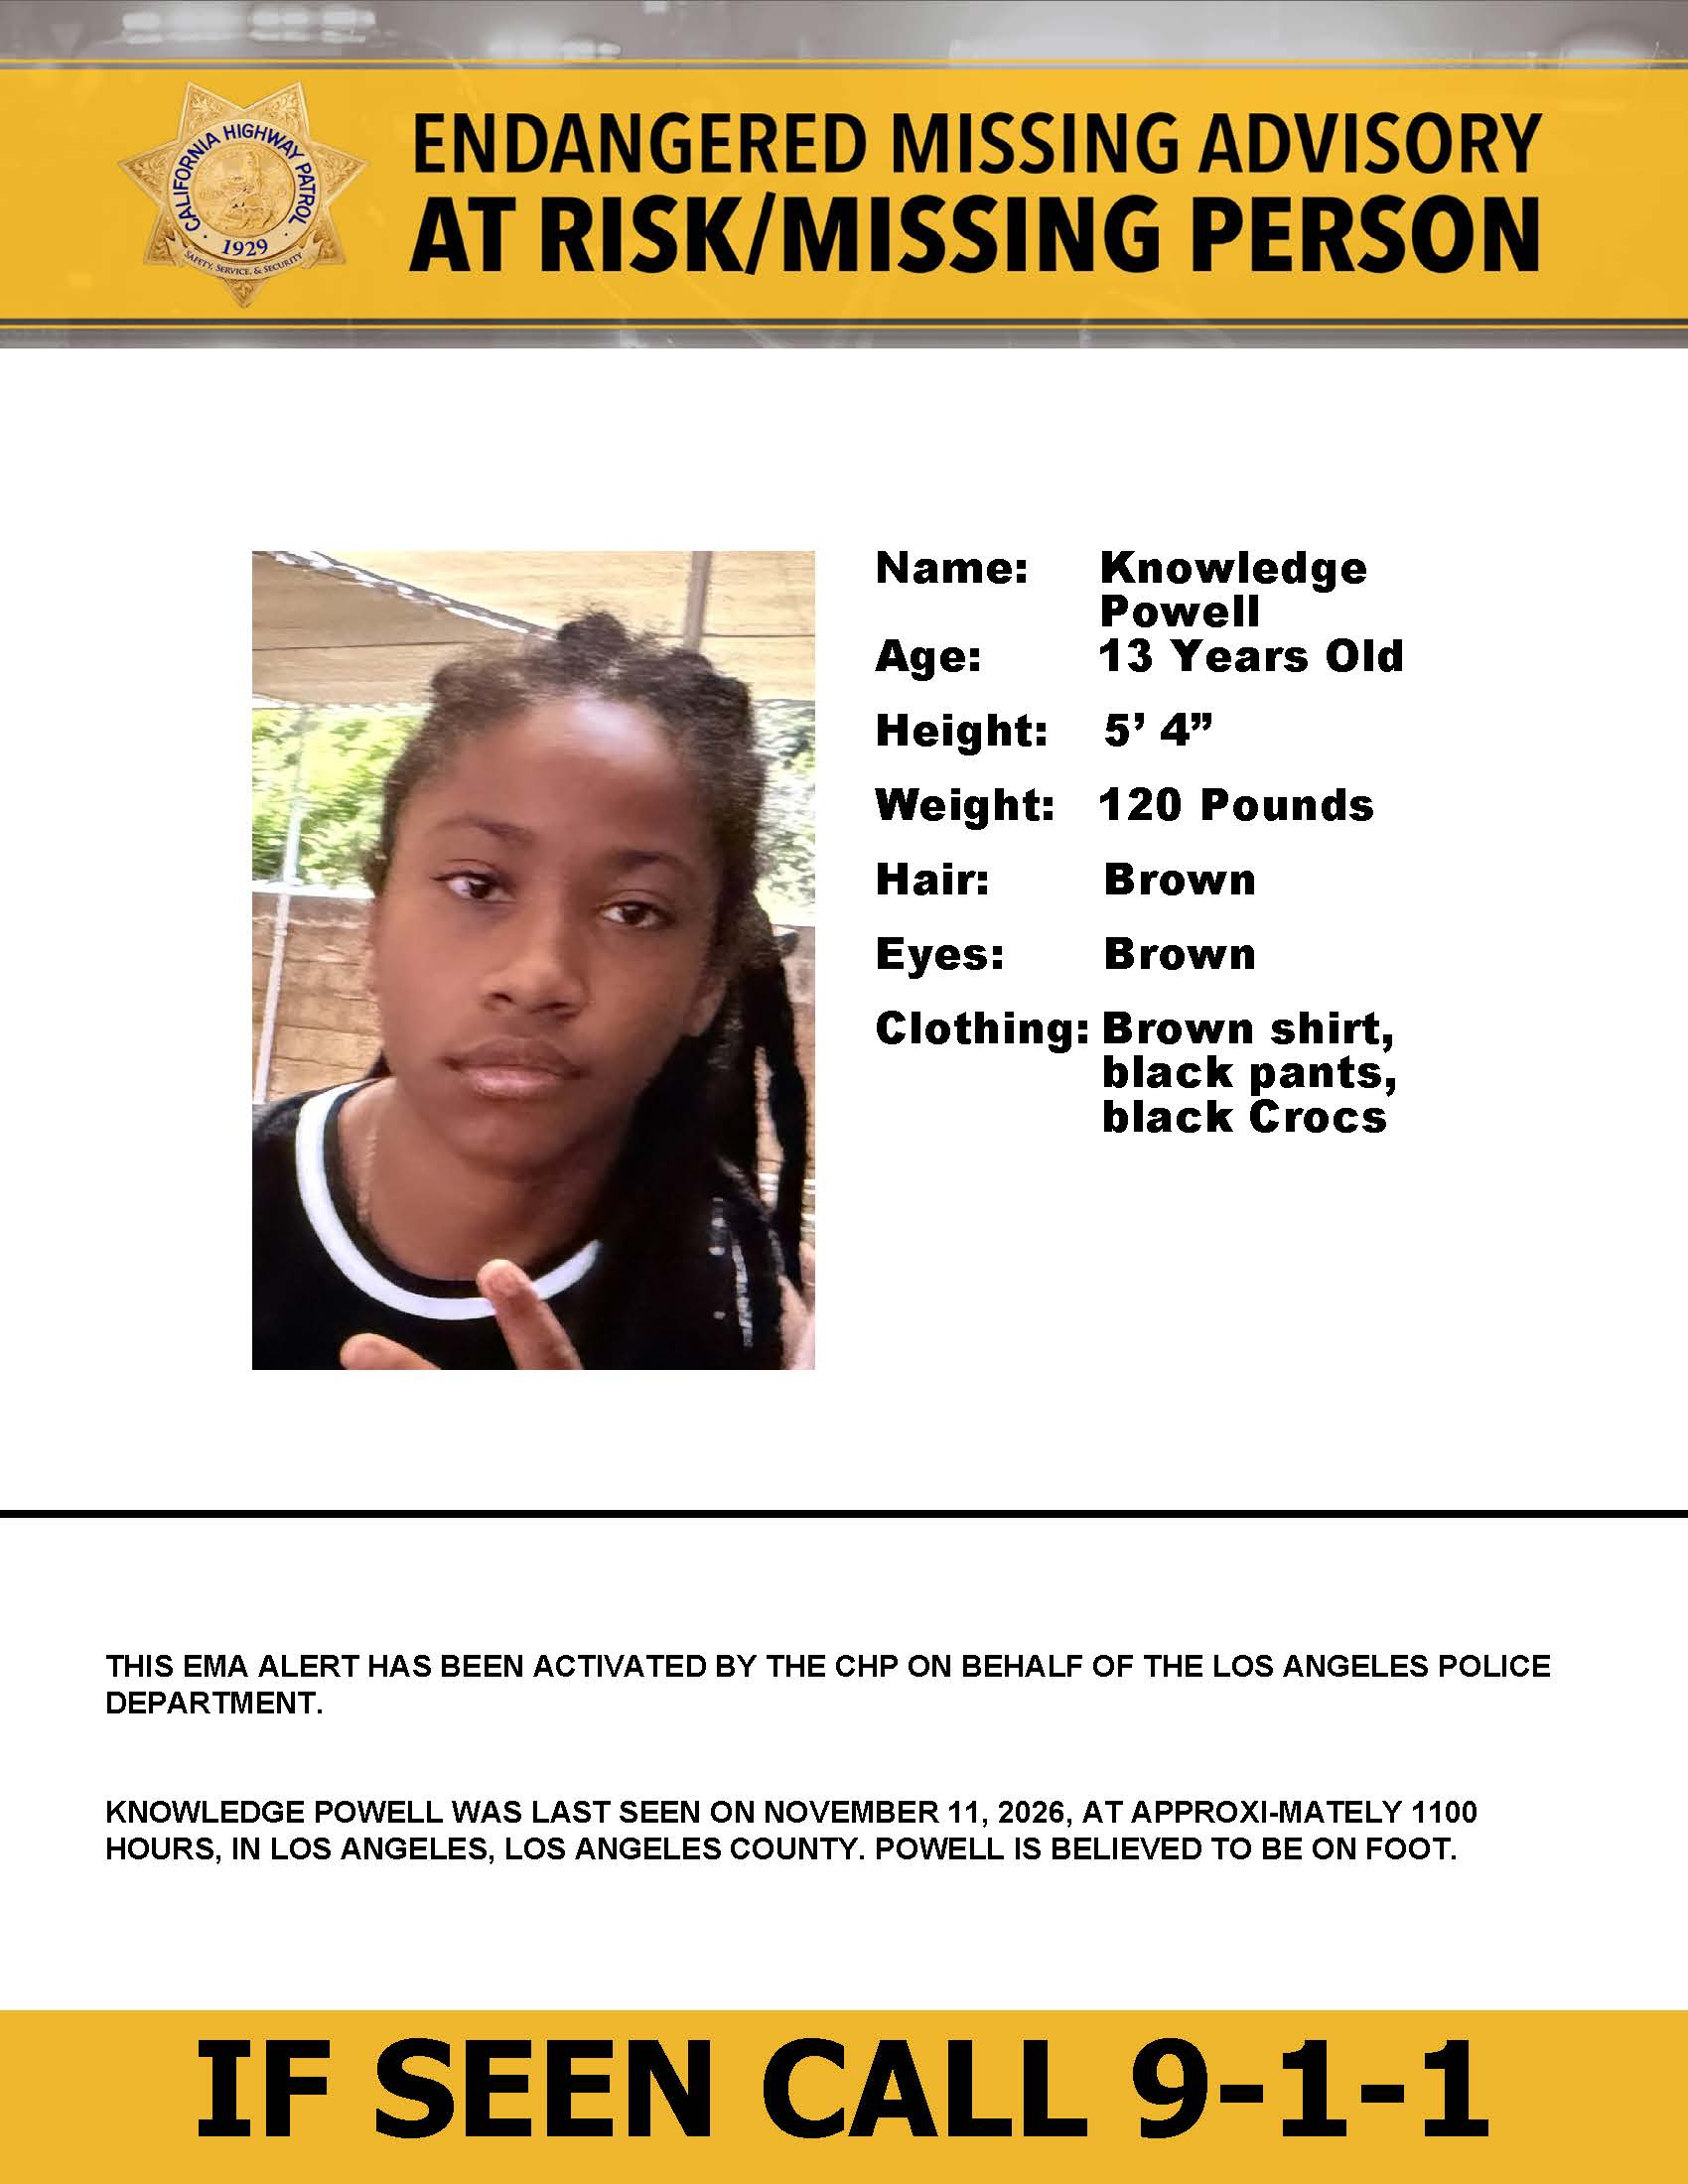 CALIFORNIA HIGHWAY PATROL
1929
SAFETY, SERVICE, & SECURITY
ENDANGERED MISSING ADVISORY
AT RISK/MISSING PERSON
Name: Knowledge
Powell
Age: 13 Years Old
Height: 5’ 4”
Weight: 120 Pounds
Hair: Brown
Eyes: Brown
Clothing: Brown shirt,
black pants,
black Crocs
THIS EMA ALERT HAS BEEN ACTIVATED BY THE CHP ON BEHALF OF THE LOS ANGELES POLICE
DEPARTMENT.
KNOWLEDGE POWELL WAS LAST SEEN ON NOVEMBER 11, 2026, AT APPROXI-MATELY 1100
HOURS, IN LOS ANGELES, LOS ANGELES COUNTY. POWELL IS BELIEVED TO BE ON FOOT.
IF SEEN CALL 9-1-1